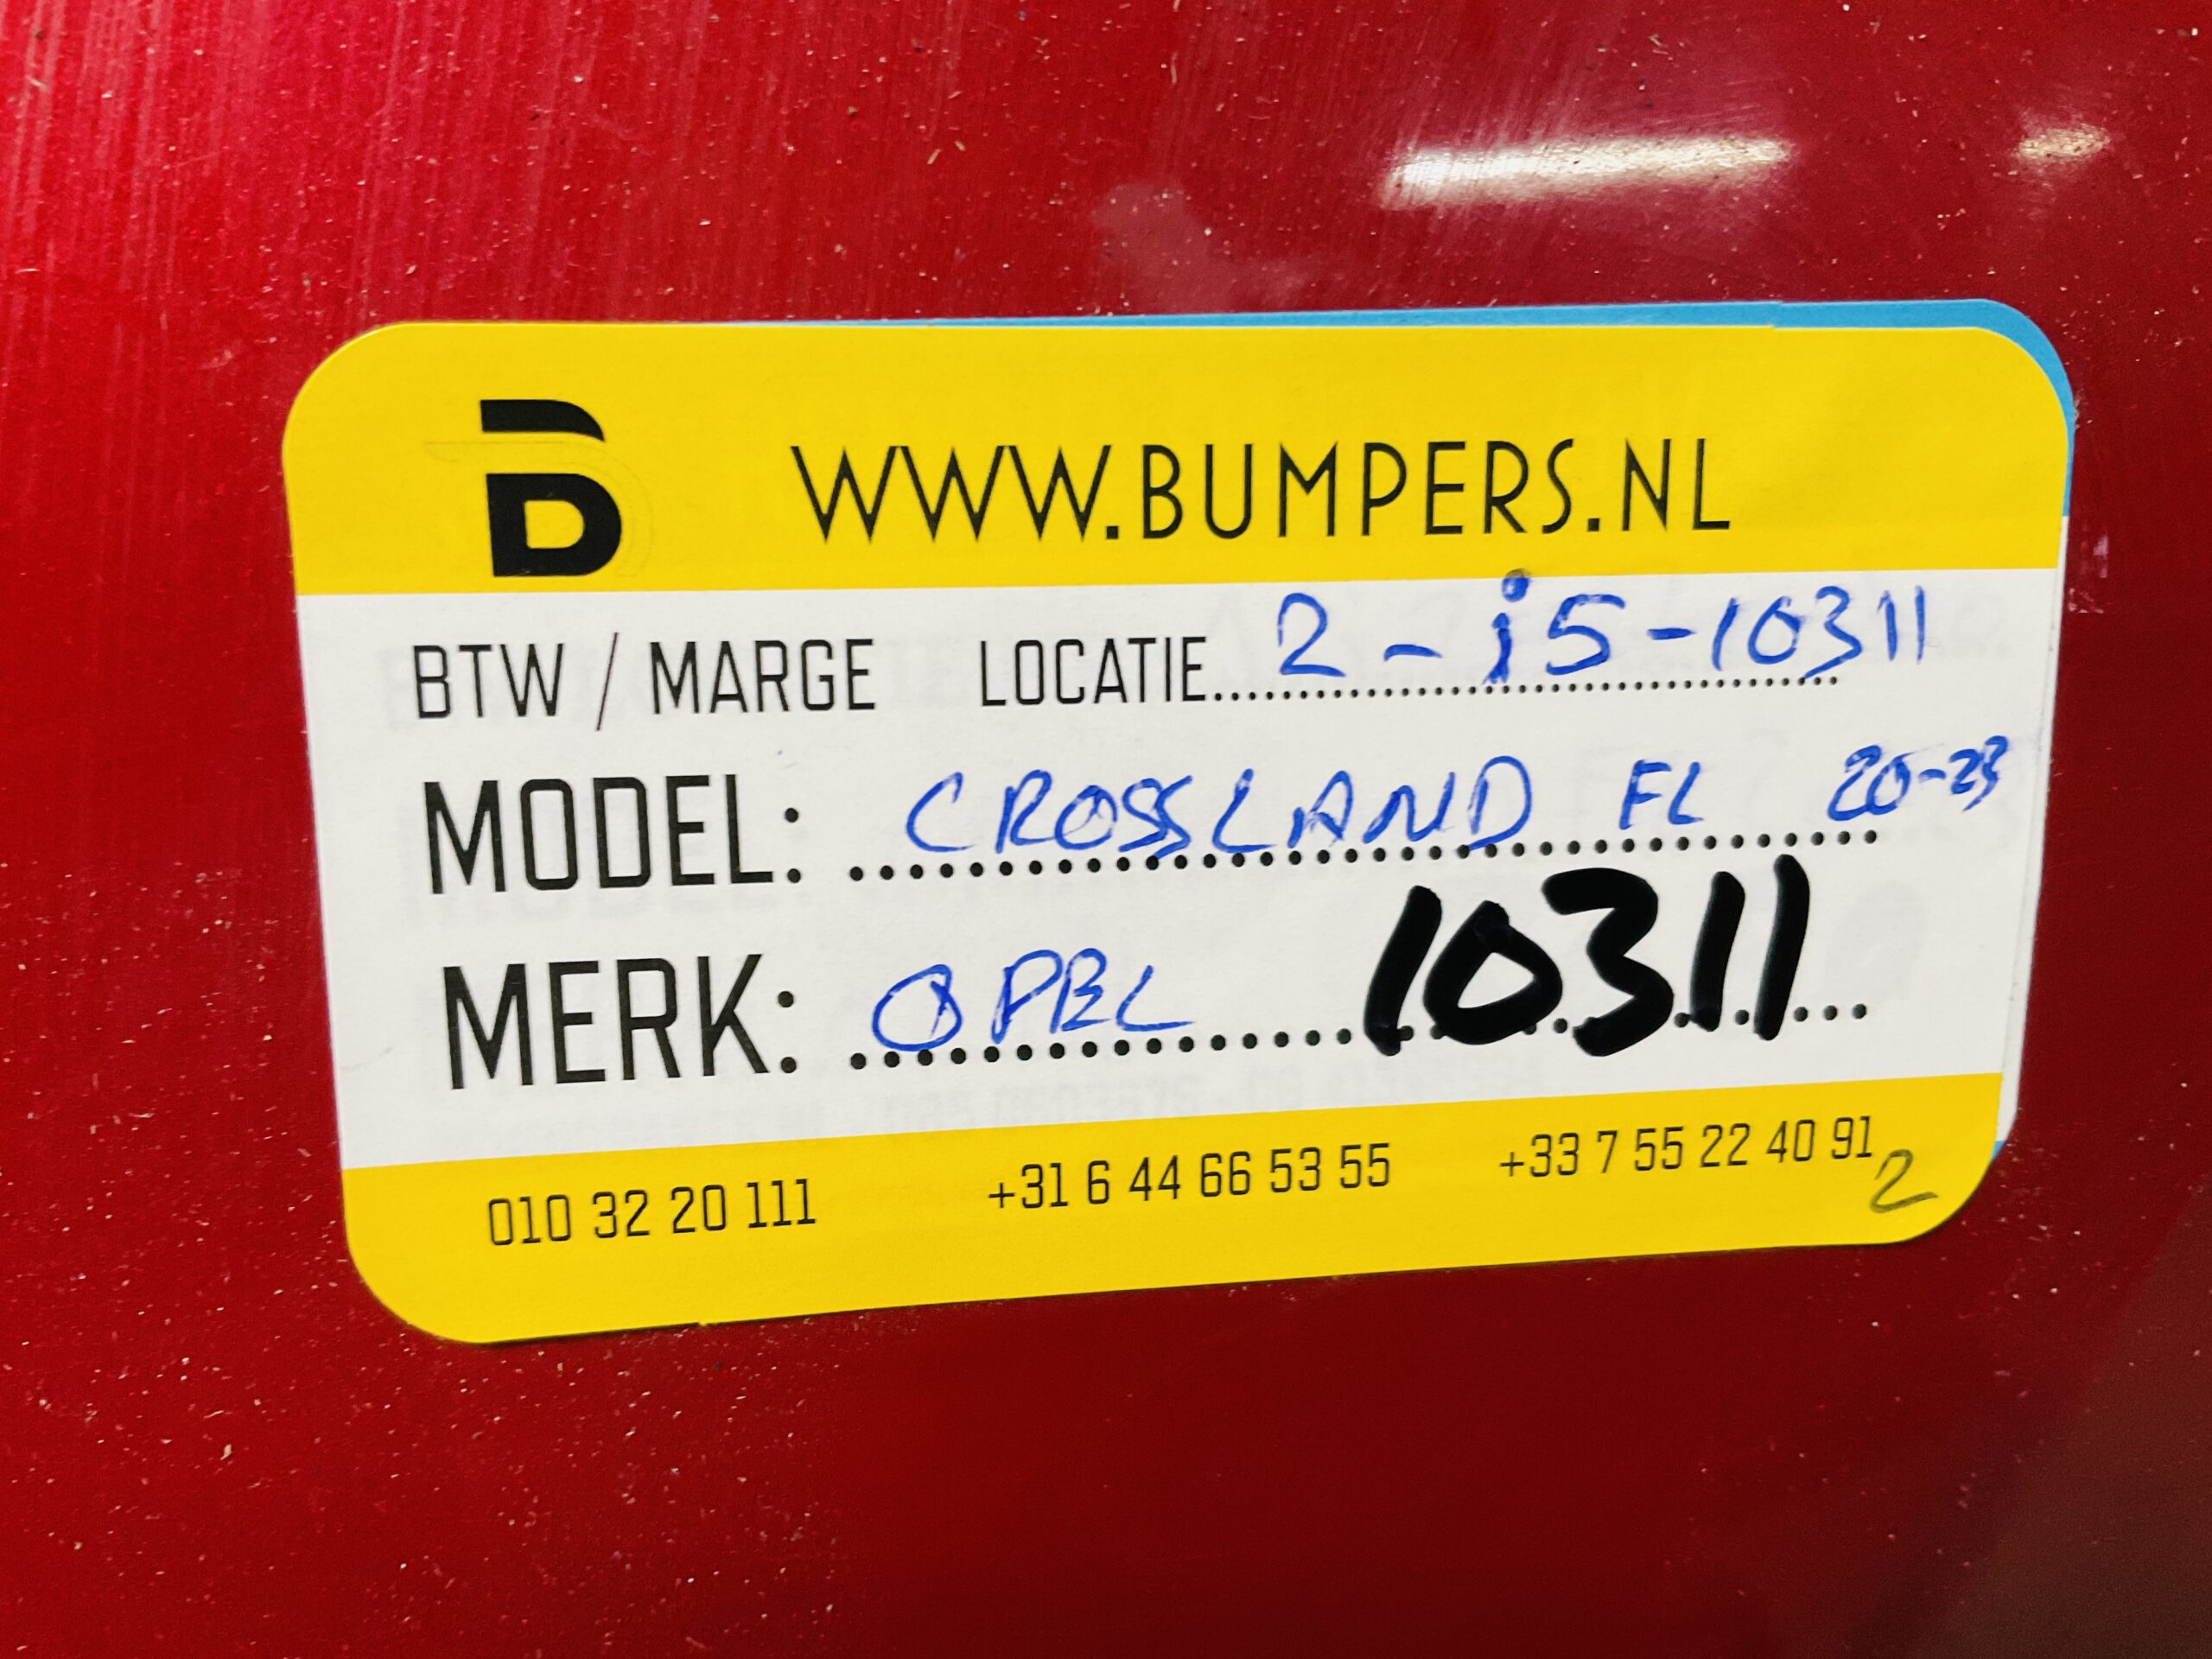 B WWW.BUMPERS.NL
BTW / MARGE LOCATIE 2-i5-10311
MODEL: CROSSLAND FL 20-23
MERK: OPEL 10311
010 32 20 111 +31 6 44 66 53 55 +33 7 55 22 40 91 2